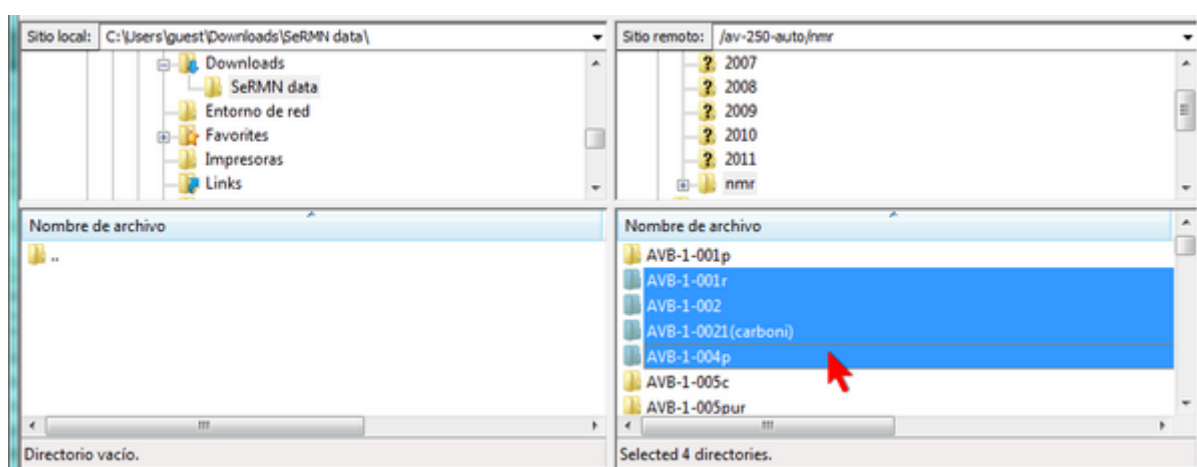 Sitio local: C:\Users\guest\Downloads\SeRMN data\
Downloads
SeRMN data
Entorno de red
Favorites
Impresoras
Links
Nombre de archivo
..
Directorio vacío.
Sitio remoto: /av-250-auto/nmr
? 2007
? 2008
? 2009
? 2010
? 2011
nmr
Nombre de archivo
AVB-1-001p
AVB-1-001r
AVB-1-002
AVB-1-0021(carboni)
AVB-1-004p
AVB-1-005c
AVB-1-005pur
Selected 4 directories.